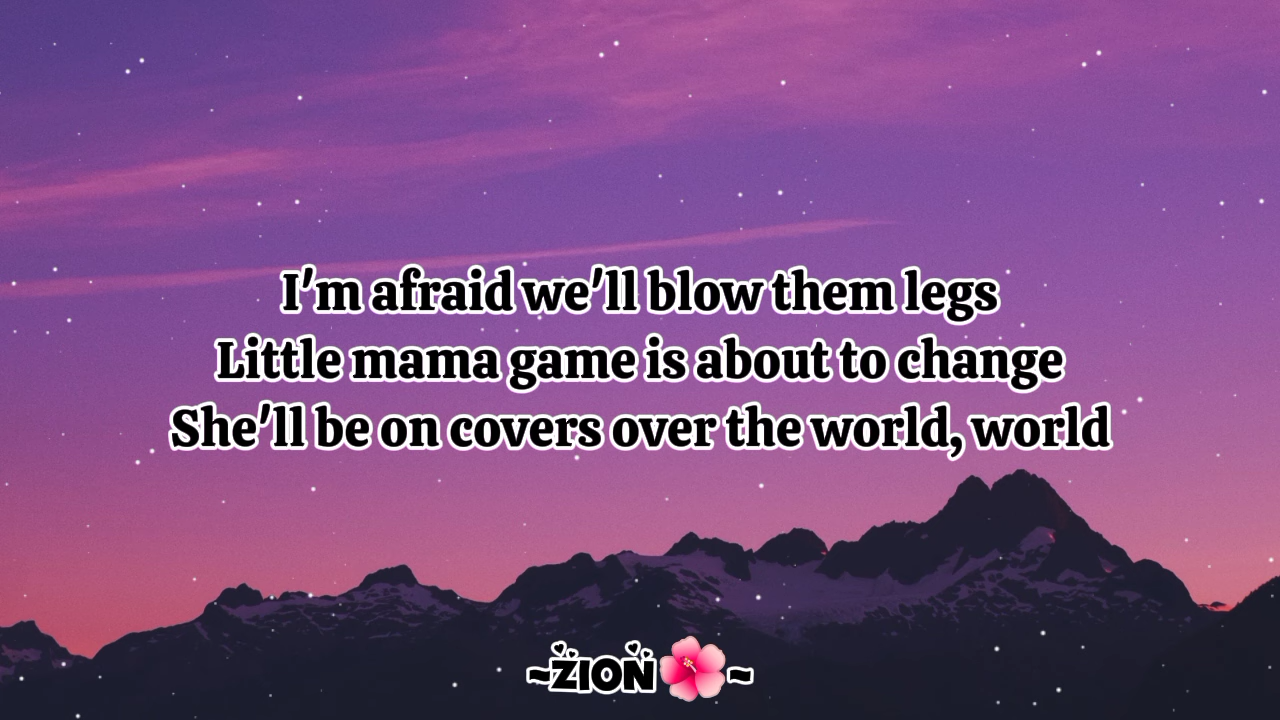 I'm afraid we'll blow them legs
Little mama game is about to change
She'll be on covers over the world, world
~ZION🌺~